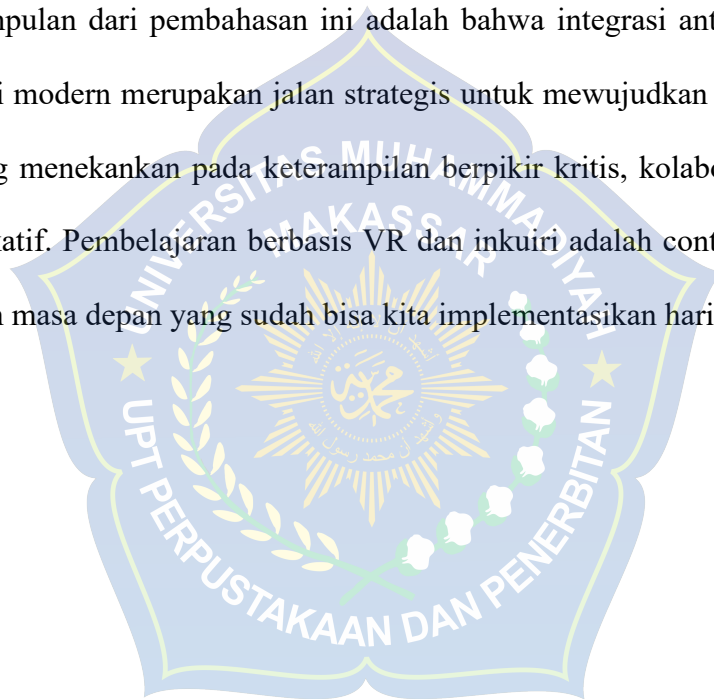 mpulan dari pembahasan ini adalah bahwa integrasi ant
i modern merupakan jalan strategis untuk mewujudkan
g menekankan pada keterampilan berpikir kritis, kolabo
katif. Pembelajaran berbasis VR dan inkuiri adalah cont
n masa depan yang sudah bisa kita implementasikan hari
UNIVERSITAS MUHAMMADIYAH
MAKASSAR
UPT PERPUSTAKAAN DAN PENERBITAN